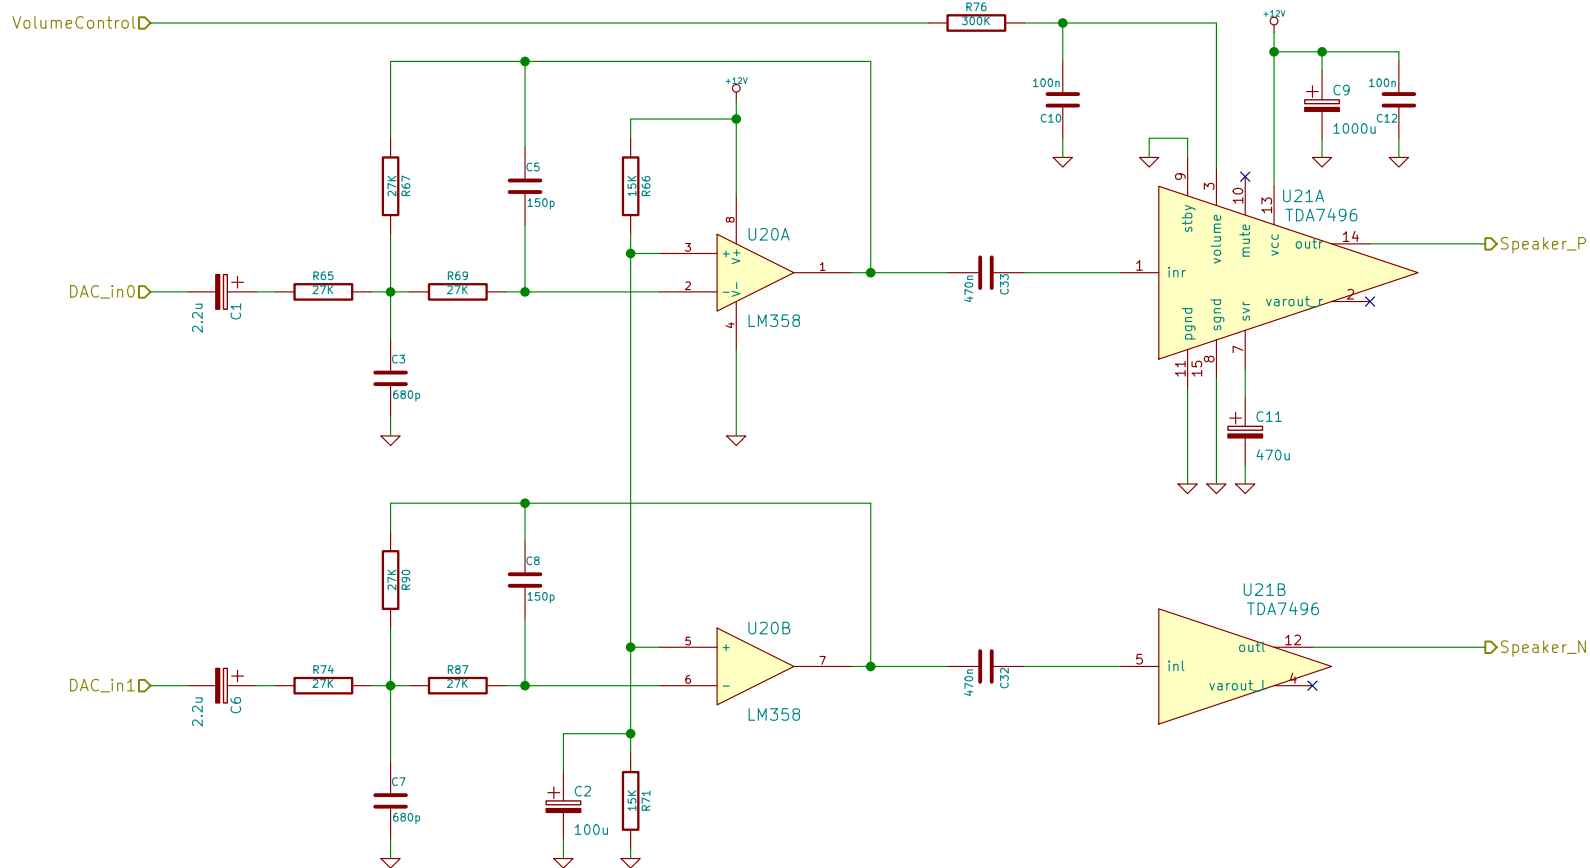 VolumeControl
R76
300K
+12V
100n
C10
C9
1000u
100n
C12
+12V
27K
R67
C5
150p
15K
R66
8
U20A
3
+
V+
1
2
-
V-
4
LM358
DAC_in0
2.2u
C1
R65
27K
R69
27K
C3
680p
470n
C33
9
3
10
13
U21A
TDA7496
stby
volume
mute
vcc
outr
14
Speaker_P
1
inr
varout_r
2
pgnd
sgnd
svr
11
15
8
7
C11
470u
27K
R90
C8
150p
U20B
5
+
7
6
-
LM358
DAC_in1
2.2u
C6
R74
27K
R87
27K
C7
680p
C2
100u
15K
R71
470n
C32
U21B
TDA7496
outl
12
Speaker_N
5
inl
varout_l
4